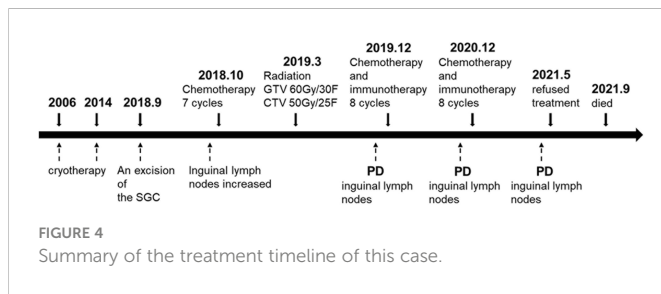 2019.12 2020.12
2018.10 2019.3 Chemotherapy Chemotherapy
Chemotherapy Radiation and and 2021.5
7 cycles GTV 60Gy/30F immunotherapy immunotherapy refused
2006 2014 2018.9 CTV 50Gy/25F 8 cycles 8 cycles treatment 2021.9
died
cryotherapy An excision Inguinal lymph PD PD PD
of nodes increased inguinal lymph inguinal lymph inguinal lymph
the SGC nodes nodes nodes
FIGURE 4
Summary of the treatment timeline of this case.